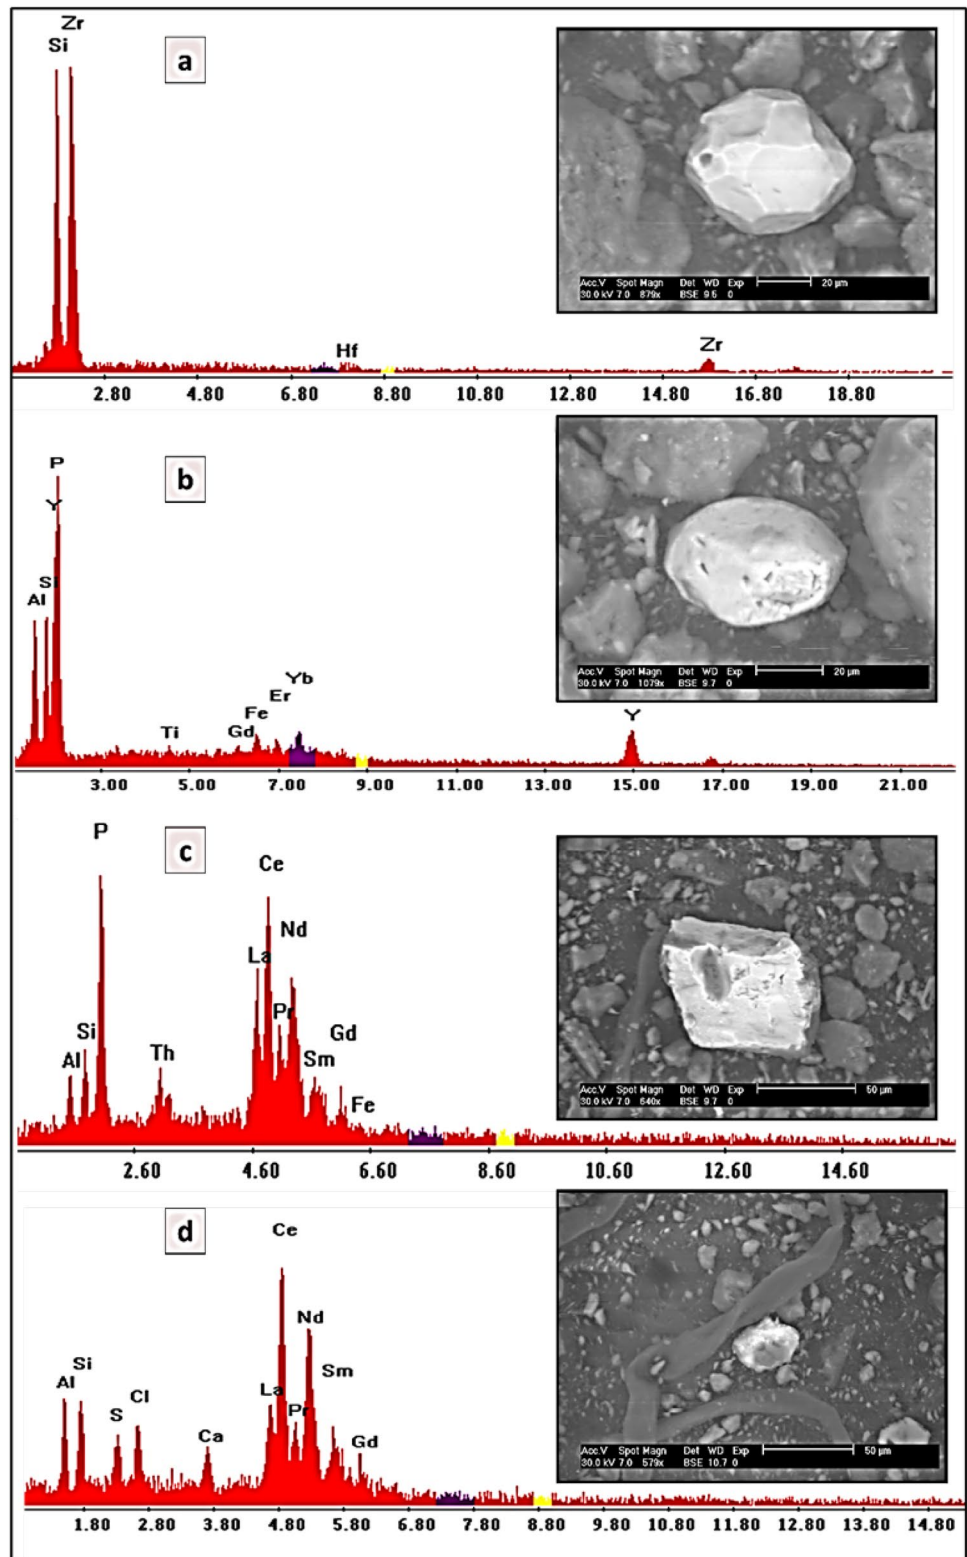 Zr
Si
a
Hf
Zr
2.80 4.80 6.80 8.80 10.80 12.80 14.80 16.80 18.80
Acc.V Spot Magn Det WD Exp 20 µm
30.0 kV 7.0 879x BSE 9.5 0
P
b
Y
Si
Al
Ti Gd Fe Er Yb
Y
3.00 5.00 7.00 9.00 11.00 13.00 15.00 17.00 19.00 21.00
Acc.V Spot Magn Det WD Exp 20 µm
30.0 kV 7.0 1079x BSE 9.7 0
P
c
Ce
Nd
La
Pr
Gd
Si
Al
Th
Sm
Fe
2.60 4.60 6.60 8.60 10.60 12.60 14.60
Acc.V Spot Magn Det WD Exp 50 µm
30.0 kV 7.0 640x BSE 9.7 0
d
Ce
Nd
Si
Al
Sm
La
Cl
S
Pr
Ca
Gd
1.80 2.80 3.80 4.80 5.80 6.80 7.80 8.80 9.80 10.80 11.80 12.80 13.80 14.80
Acc.V Spot Magn Det WD Exp 50 µm
30.0 kV 7.0 579x BSE 10.7 0